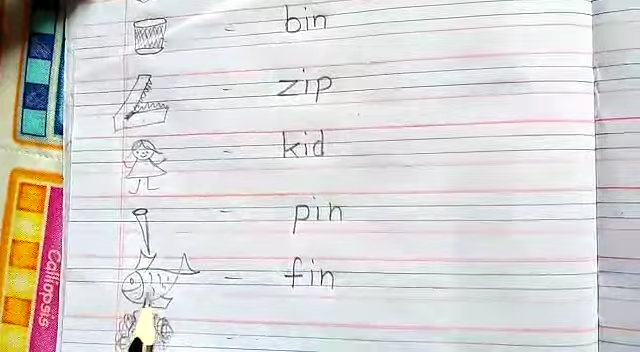 - bin
- zip
- kid
- pin
- fin
Calliopsis